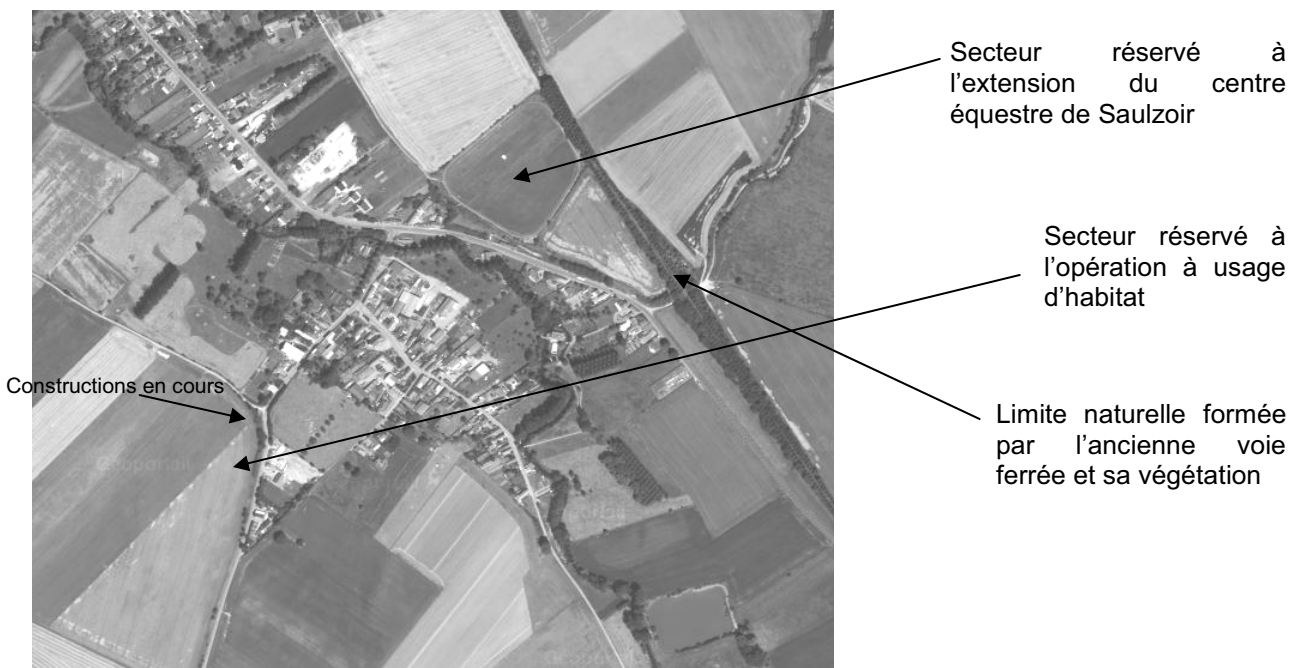 Secteur réservé à
l’extension du centre
équestre de Saulzoir
Secteur réservé à
l’opération à usage
d’habitat
Constructions en cours
Limite naturelle formée
par l’ancienne voie
ferrée et sa végétation
Geoportail